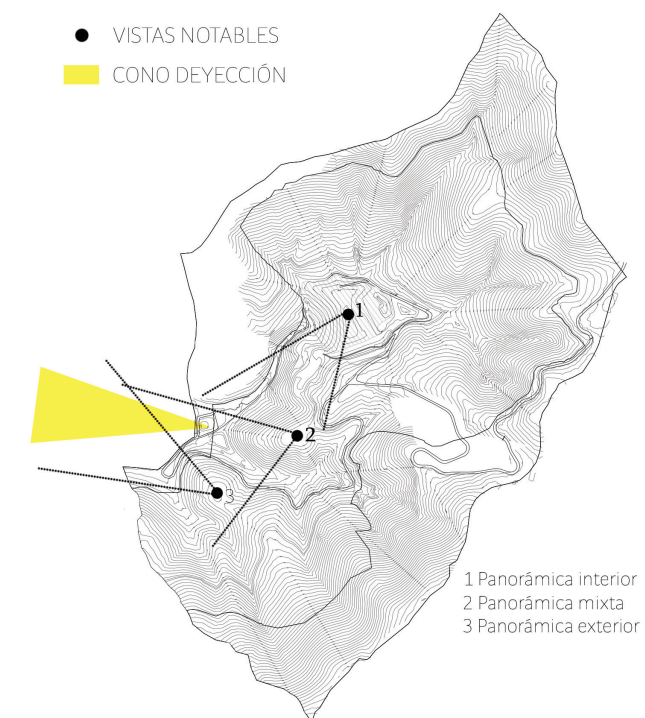 VISTAS NOTABLES
CONO DEYECCIÓN
1
2
3
1 Panorámica interior
2 Panorámica mixta
3 Panorámica exterior